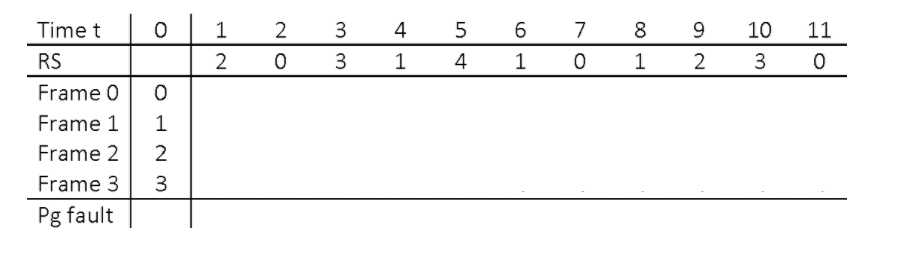 Time t 0 1 2 3 4 5 6 7 8 9 10 11
RS 2 0 3 1 4 1 0 1 2 3 0
Frame 0 0
Frame 1 1
Frame 2 2
Frame 3 3
Pg fault